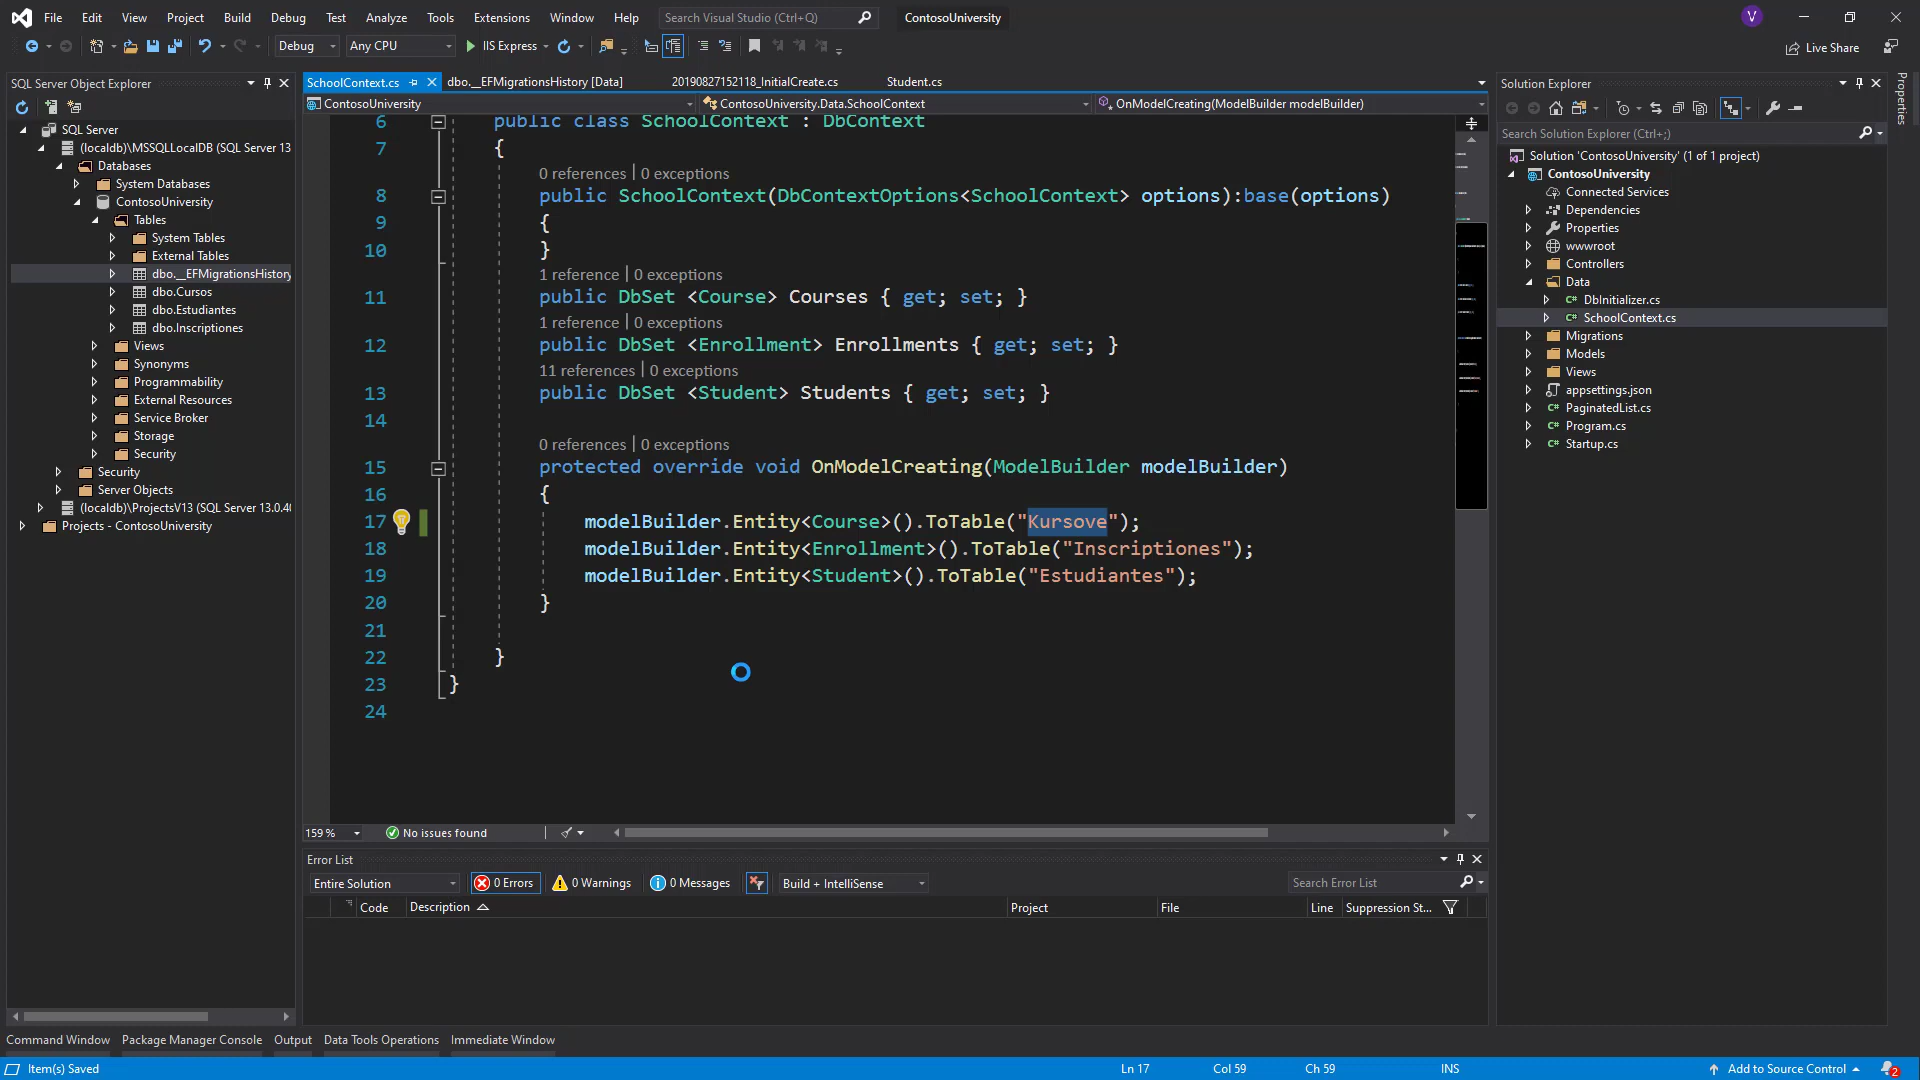 File Edit View Project Build Debug Test Analyze Tools Extensions Window Help Search Visual Studio (Ctrl+Q) ContosoUniversity V
Debug Any CPU IIS Express Live Share
SQL Server Object Explorer
SQL Server
(localdb)\MSSQLLocalDB (SQL Server 13
Databases
System Databases
ContosoUniversity
Tables
System Tables
External Tables
dbo.__EFMigrationsHistory
dbo.Cursos
dbo.Estudiantes
dbo.Inscriptiones
Views
Synonyms
Programmability
External Resources
Service Broker
Storage
Security
Security
Server Objects
(localdb)\ProjectsV13 (SQL Server 13.0.40
Projects - ContosoUniversity
SchoolContext.cs dbo.__EFMigrationsHistory [Data] 20190827152118_InitialCreate.cs Student.cs
ContosoUniversity ContosoUniversity.Data.SchoolContext OnModelCreating(ModelBuilder modelBuilder)
6 public class SchoolContext : DbContext
7 {
0 references | 0 exceptions
8 public SchoolContext(DbContextOptions<SchoolContext> options):base(options)
9 {
10 }
1 reference | 0 exceptions
11 public DbSet <Course> Courses { get; set; }
1 reference | 0 exceptions
12 public DbSet <Enrollment> Enrollments { get; set; }
11 references | 0 exceptions
13 public DbSet <Student> Students { get; set; }
14
0 references | 0 exceptions
15 protected override void OnModelCreating(ModelBuilder modelBuilder)
16 {
17 modelBuilder.Entity<Course>().ToTable("Kursove");
18 modelBuilder.Entity<Enrollment>().ToTable("Inscriptiones");
19 modelBuilder.Entity<Student>().ToTable("Estudiantes");
20 }
21
22 }
23 }
24
159 % No issues found
Error List
Entire Solution 0 Errors 0 Warnings 0 Messages Build + IntelliSense Search Error List
Code Description Project File Line Suppression St...
Solution Explorer
Search Solution Explorer (Ctrl+;)
Solution 'ContosoUniversity' (1 of 1 project)
ContosoUniversity
Connected Services
Dependencies
Properties
wwwroot
Controllers
Data
DbInitializer.cs
SchoolContext.cs
Migrations
Models
Views
appsettings.json
PaginatedList.cs
Program.cs
Startup.cs
Properties
Command Window Package Manager Console Output Data Tools Operations Immediate Window
Item(s) Saved Ln 17 Col 59 Ch 59 INS Add to Source Control 2